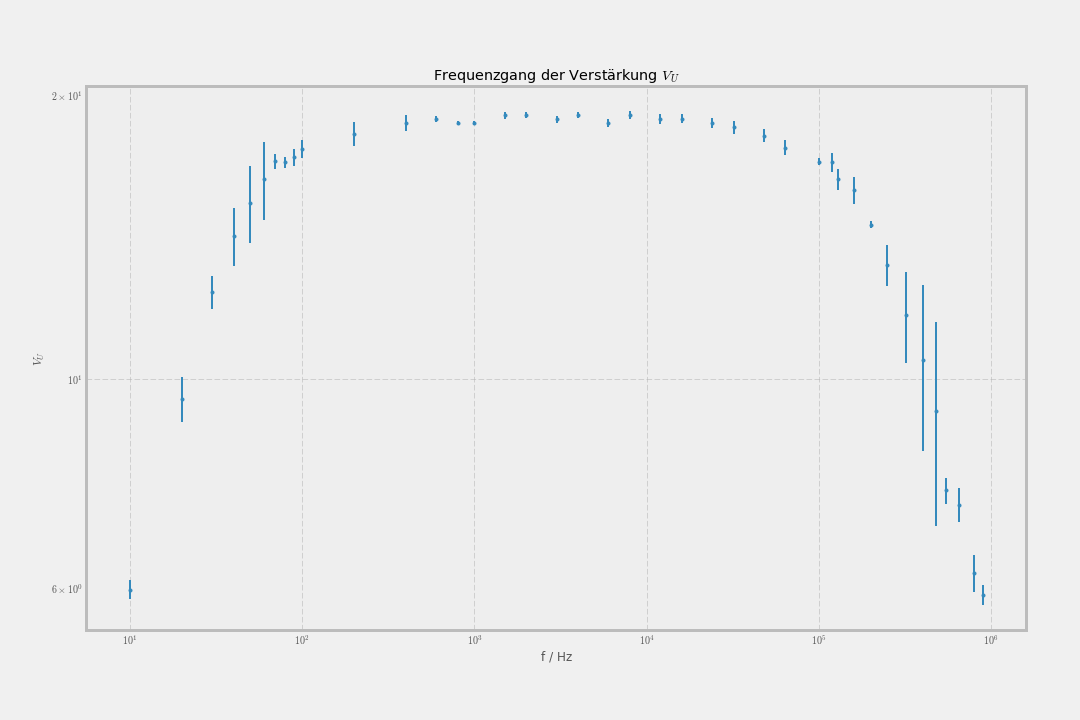 Frequenzgang der Verstärkung V_U
2 × 10¹
10¹
6 × 10⁰
V_U
10¹ 10² 10³ 10⁴ 10⁵ 10⁶
f / Hz